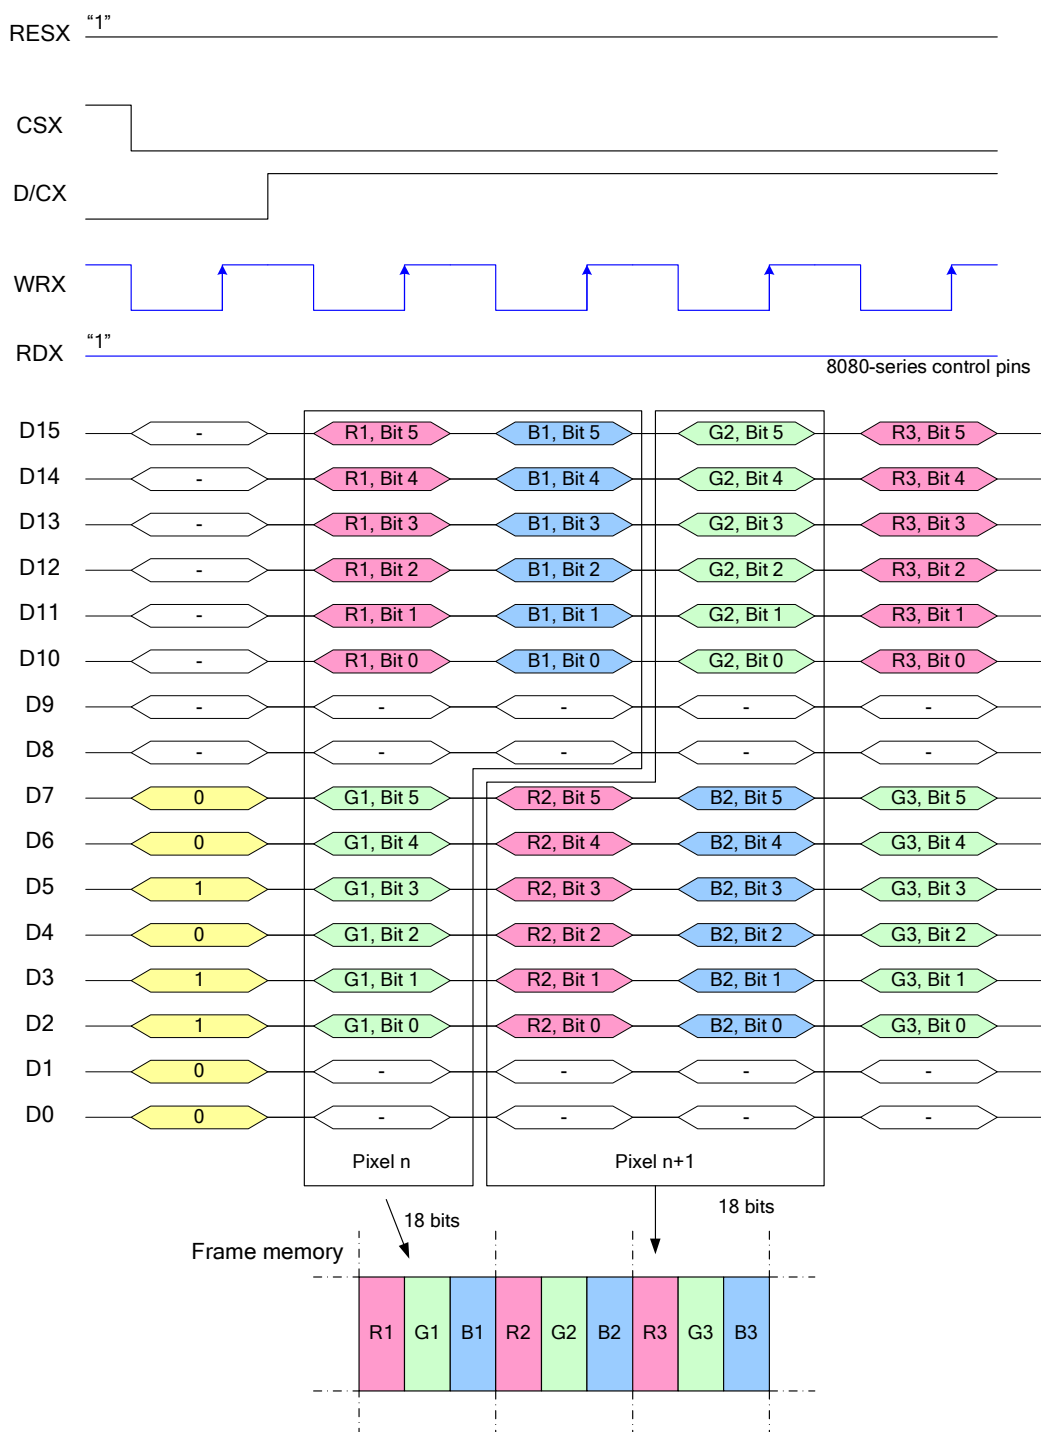 RESX “1”
CSX
D/CX
WRX
RDX “1”
8080-series control pins
D15 - R1, Bit 5 B1, Bit 5 G2, Bit 5 R3, Bit 5
D14 - R1, Bit 4 B1, Bit 4 G2, Bit 4 R3, Bit 4
D13 - R1, Bit 3 B1, Bit 3 G2, Bit 3 R3, Bit 3
D12 - R1, Bit 2 B1, Bit 2 G2, Bit 2 R3, Bit 2
D11 - R1, Bit 1 B1, Bit 1 G2, Bit 1 R3, Bit 1
D10 - R1, Bit 0 B1, Bit 0 G2, Bit 0 R3, Bit 0
D9 - - - - -
D8 - - - - -
D7 0 G1, Bit 5 R2, Bit 5 B2, Bit 5 G3, Bit 5
D6 0 G1, Bit 4 R2, Bit 4 B2, Bit 4 G3, Bit 4
D5 1 G1, Bit 3 R2, Bit 3 B2, Bit 3 G3, Bit 3
D4 0 G1, Bit 2 R2, Bit 2 B2, Bit 2 G3, Bit 2
D3 1 G1, Bit 1 R2, Bit 1 B2, Bit 1 G3, Bit 1
D2 1 G1, Bit 0 R2, Bit 0 B2, Bit 0 G3, Bit 0
D1 0 - - - -
D0 0 - - - -
Pixel n Pixel n+1
18 bits 18 bits
Frame memory
R1 G1 B1 R2 G2 B2 R3 G3 B3